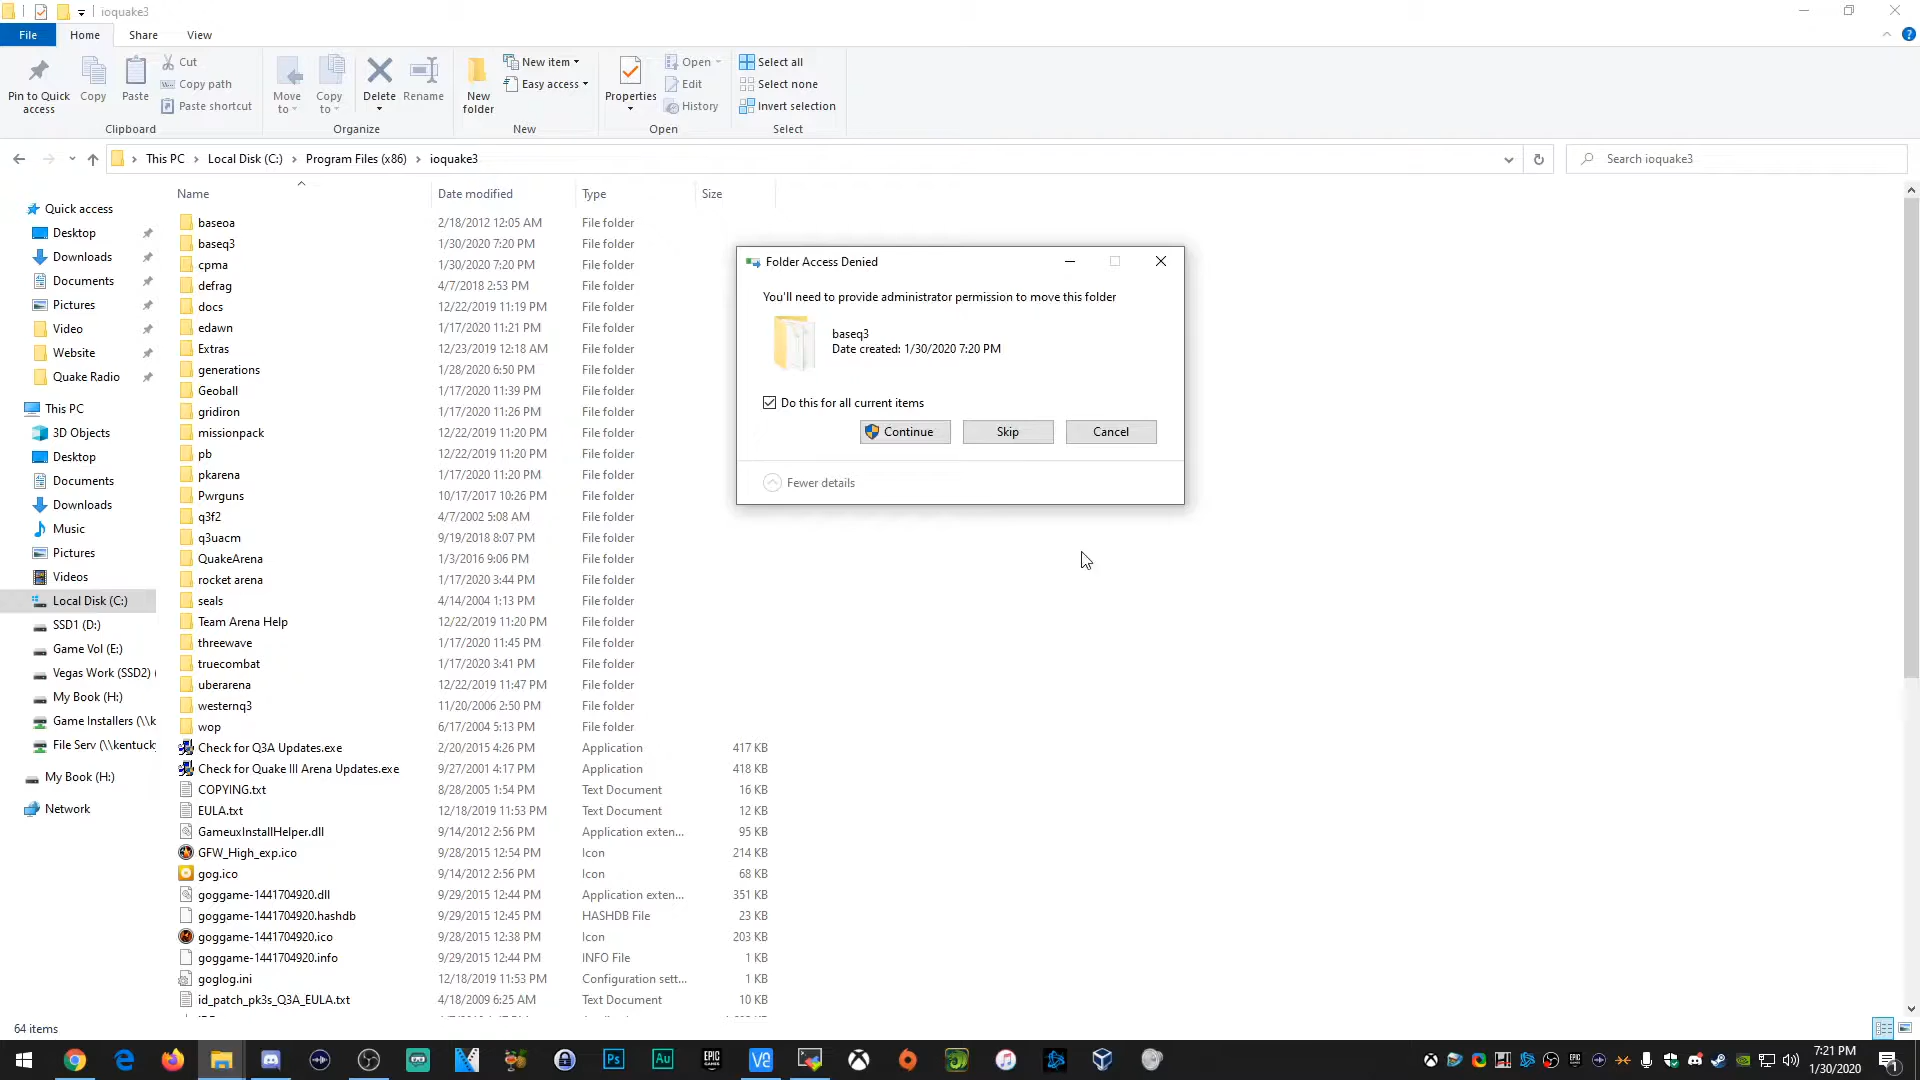 ioquake3
File
Home
Share
View
Pin to Quick access
Copy
Paste
Cut
Copy path
Paste shortcut
Clipboard
Move to
Copy to
Delete
Rename
Organize
New folder
New item
Easy access
New
Properties
Open
Edit
History
Open
Select all
Select none
Invert selection
Select
This PC > Local Disk (C:) > Program Files (x86) > ioquake3
Search ioquake3
Quick access
Desktop
Downloads
Documents
Pictures
Video
Website
Quake Radio
This PC
3D Objects
Desktop
Documents
Downloads
Music
Pictures
Videos
Local Disk (C:)
SSD1 (D:)
Game Vol (E:)
Vegas Work (SSD2) (
My Book (H:)
Game Installers (\\k
File Serv (\\kentuck
My Book (H:)
Network
Name Date modified Type Size
baseoa 2/18/2012 12:05 AM File folder
baseq3 1/30/2020 7:20 PM File folder
cpma 1/30/2020 7:20 PM File folder
defrag 4/7/2018 2:53 PM File folder
docs 12/22/2019 11:19 PM File folder
edawn 1/17/2020 11:21 PM File folder
Extras 12/23/2019 12:18 AM File folder
generations 1/28/2020 6:50 PM File folder
Geoball 1/17/2020 11:39 PM File folder
gridiron 1/17/2020 11:26 PM File folder
missionpack 12/22/2019 11:20 PM File folder
pb 12/22/2019 11:20 PM File folder
pkarena 1/17/2020 11:20 PM File folder
Pwrguns 10/17/2017 10:26 PM File folder
q3f2 4/7/2002 5:08 AM File folder
q3uacm 9/19/2018 8:07 PM File folder
QuakeArena 1/3/2016 9:06 PM File folder
rocket arena 1/17/2020 3:44 PM File folder
seals 4/14/2004 1:13 PM File folder
Team Arena Help 12/22/2019 11:20 PM File folder
threewave 1/17/2020 11:45 PM File folder
truecombat 1/17/2020 3:41 PM File folder
uberarena 12/22/2019 11:47 PM File folder
westernq3 11/20/2006 2:50 PM File folder
wop 6/17/2004 5:13 PM File folder
Check for Q3A Updates.exe 2/20/2015 4:26 PM Application 417 KB
Check for Quake III Arena Updates.exe 9/27/2001 4:17 PM Application 418 KB
COPYING.txt 8/28/2005 1:54 PM Text Document 16 KB
EULA.txt 12/18/2019 11:53 PM Text Document 12 KB
GameuxInstallHelper.dll 9/14/2012 2:56 PM Application exten... 95 KB
GFW_High_exp.ico 9/28/2015 12:54 PM Icon 214 KB
gog.ico 9/14/2012 2:56 PM Icon 68 KB
goggame-1441704920.dll 9/29/2015 12:44 PM Application exten... 351 KB
goggame-1441704920.hashdb 9/29/2015 12:45 PM HASHDB File 23 KB
goggame-1441704920.ico 9/28/2015 12:38 PM Icon 203 KB
goggame-1441704920.info 9/29/2015 12:44 PM INFO File 1 KB
goglog.ini 12/18/2019 11:53 PM Configuration sett... 1 KB
id_patch_pk3s_Q3A_EULA.txt 4/18/2009 6:25 AM Text Document 10 KB
Folder Access Denied
You'll need to provide administrator permission to move this folder
baseq3
Date created: 1/30/2020 7:20 PM
Do this for all current items
Continue
Skip
Cancel
Fewer details
64 items
Ps
Au
EPIC GAMES
7:21 PM
1/30/2020
1